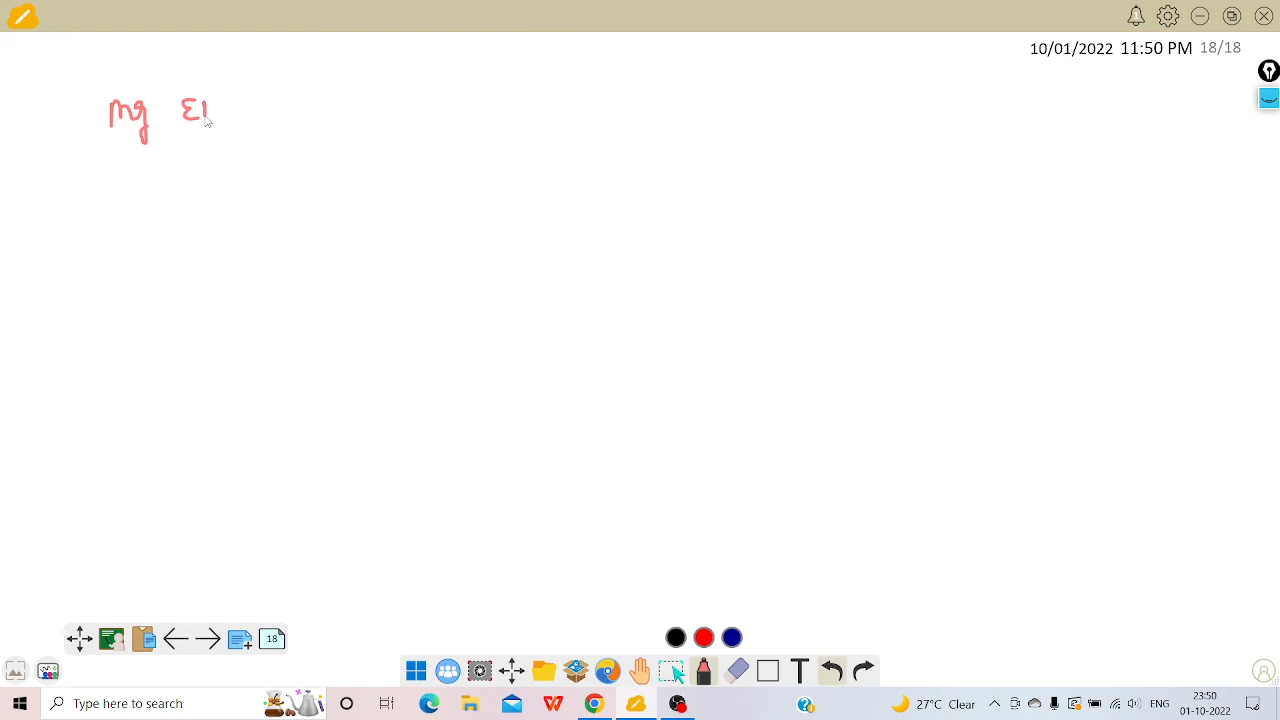 10/01/2022 11:50 PM 18/18
Mg El
18
Type here to search
27°C Clear
ENG
23:50
01-10-2022